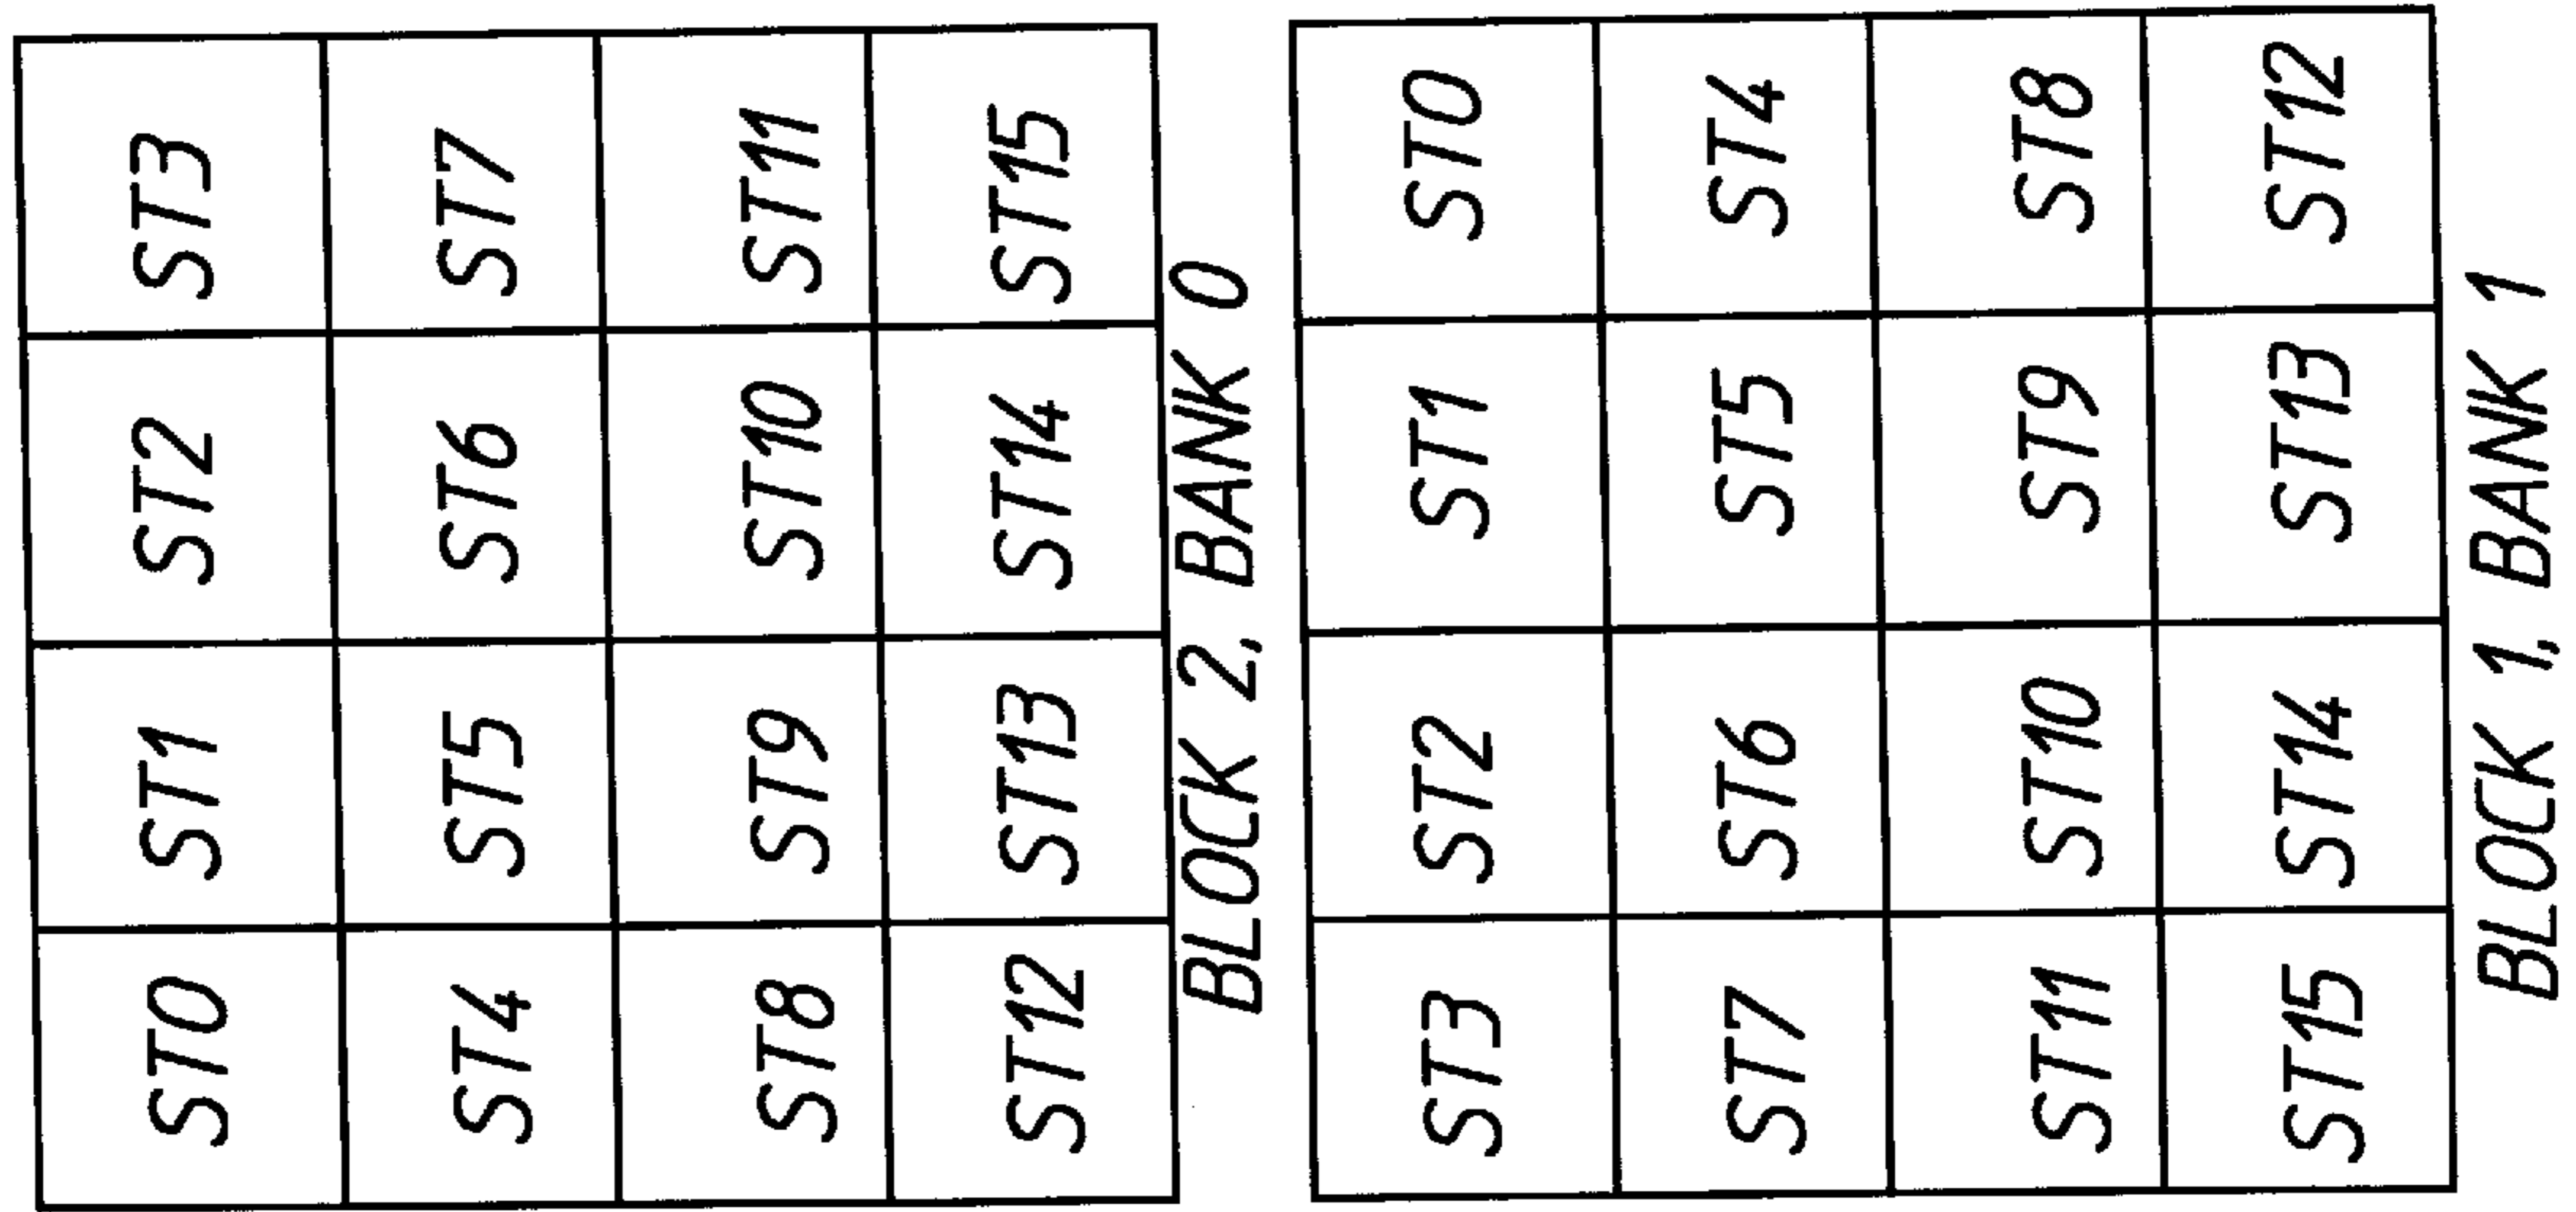 ST0 ST1 ST2 ST3
ST4 ST5 ST6 ST7
ST8 ST9 ST10 ST11
ST12 ST13 ST14 ST15
BLOCK 2, BANK 0
ST3 ST2 ST1 ST0
ST7 ST6 ST5 ST4
ST11 ST10 ST9 ST8
ST15 ST14 ST13 ST12
BLOCK 1, BANK 1